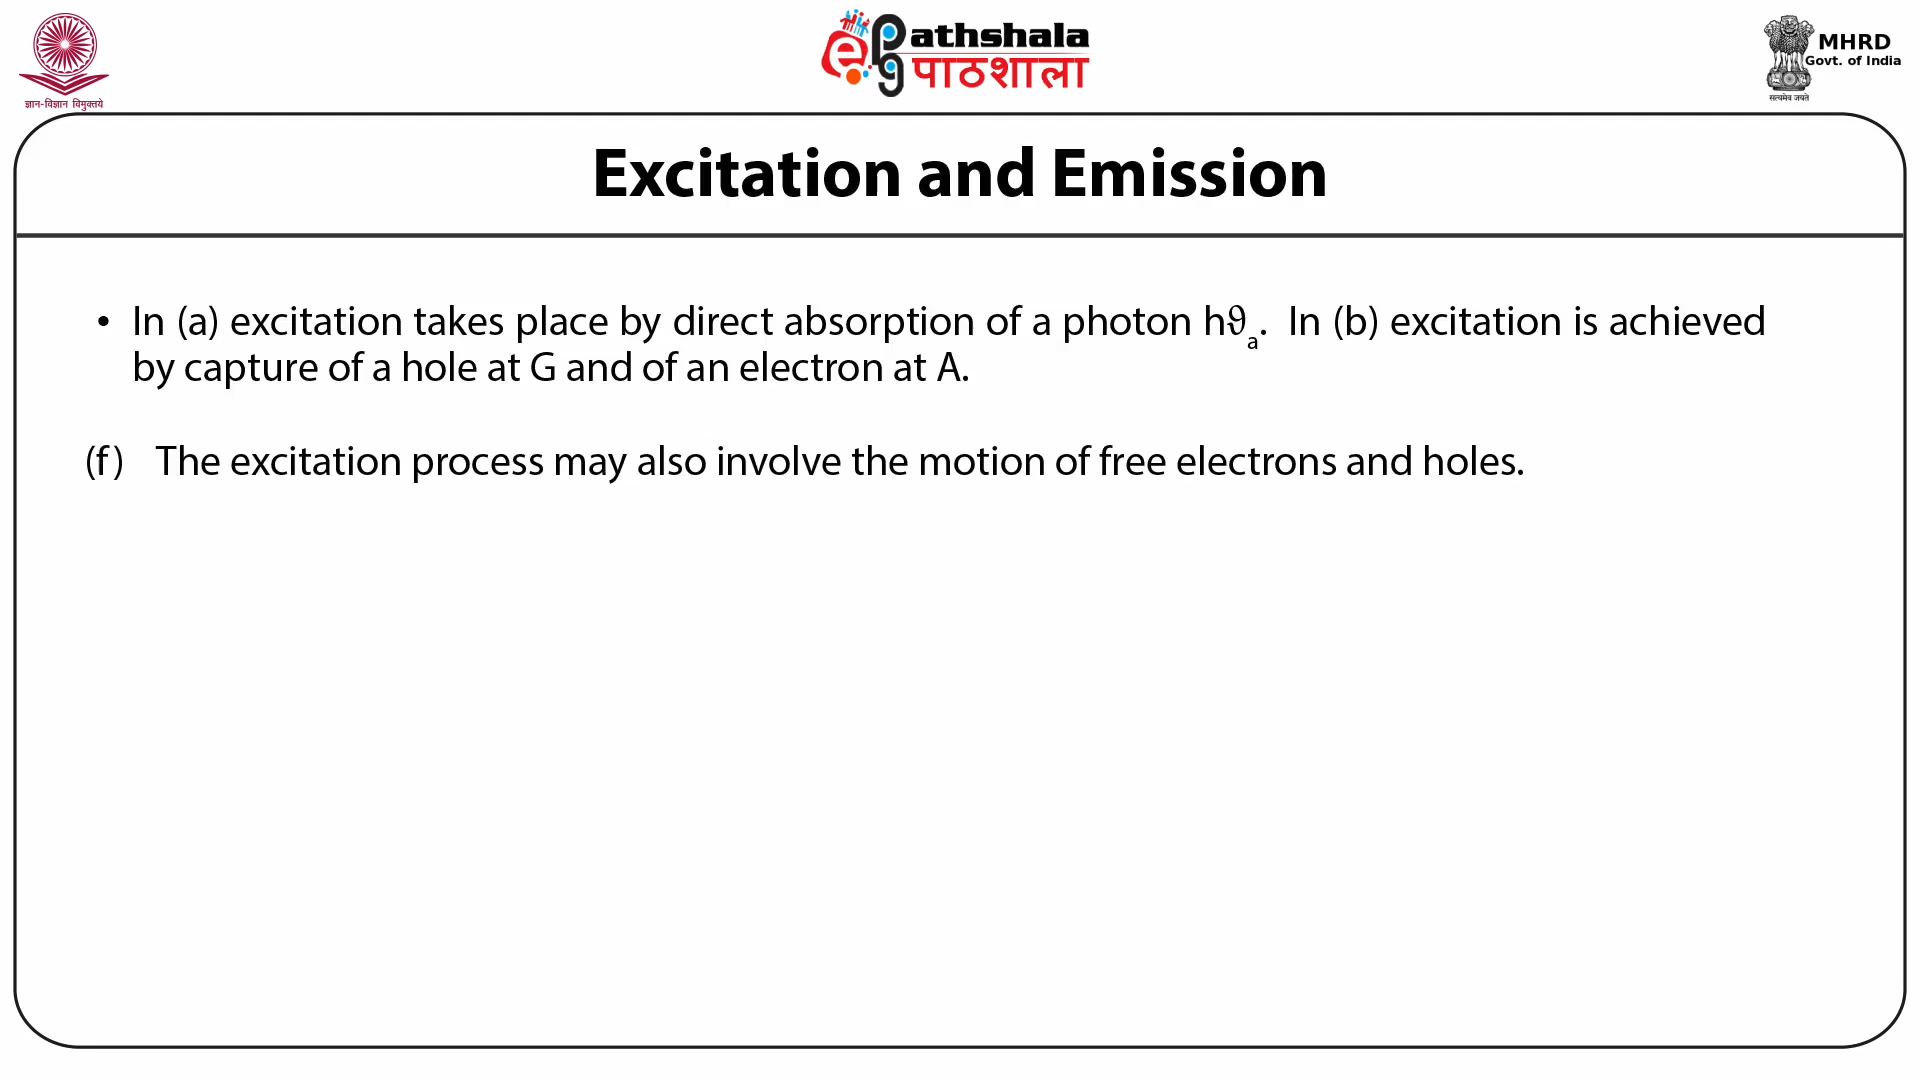 ज्ञान-विज्ञान विमुक्तये
ePG athshala
पाठशाला
MHRD
Govt. of India
सत्यमेव जयते
Excitation and Emission
• In (a) excitation takes place by direct absorption of a photon hϑₐ. In (b) excitation is achieved
by capture of a hole at G and of an electron at A.
(f) The excitation process may also involve the motion of free electrons and holes.